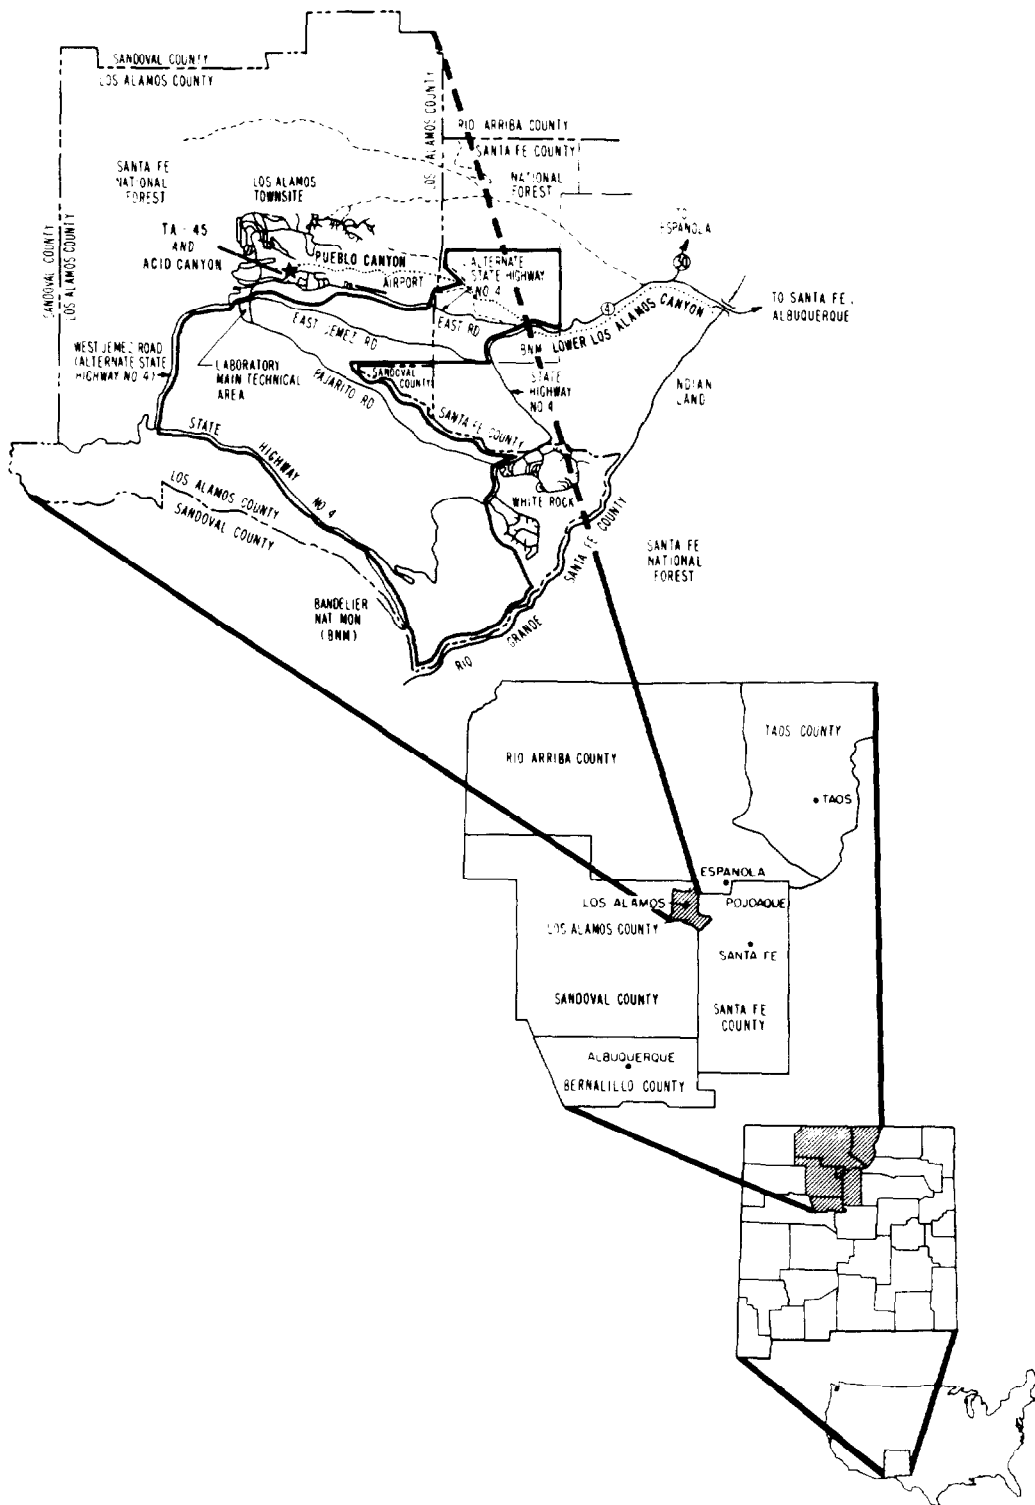 SANDOVAL COUNTY
LOS ALAMOS COUNTY
LOS ALAMOS COUNTY
RIO ARRIBA COUNTY
SANTA FE COUNTY
SANTA FE
NATIONAL
FOREST
NATIONAL
FOREST
LOS ALAMOS
TOWNSITE
TA-45
AND
ACID CANYON
PUEBLO CANYON
AIRPORT
ALTERNATE
STATE HIGHWAY
NO 4
TO
ESPANOLA
30
4
TO SANTA FE,
ALBUQUERQUE
SANDOVAL COUNTY
LOS ALAMOS COUNTY
EAST JEMEZ RD
EAST RD
BNM
LOWER LOS ALAMOS CANYON
WEST JEMEZ ROAD
(ALTERNATE STATE
HIGHWAY NO 4)
LABORATORY
MAIN TECHNICAL
AREA
PAJARITO RD
SANDOVAL
COUNTY
SANTA FE COUNTY
STATE
HIGHWAY
NO 4
INDIAN
LAND
STATE HIGHWAY NO 4
LOS ALAMOS COUNTY
SANDOVAL COUNTY
WHITE ROCK
SANTA FE COUNTY
SANTA FE
NATIONAL
FOREST
BANDELIER
NAT MON
(BNM)
RIO GRANDE
TAOS COUNTY
RIO ARRIBA COUNTY
TAOS
ESPANOLA
LOS ALAMOS
POJOAQUE
LOS ALAMOS COUNTY
SANTA FE
SANDOVAL COUNTY
SANTA FE
COUNTY
ALBUQUERQUE
BERNALILLO COUNTY